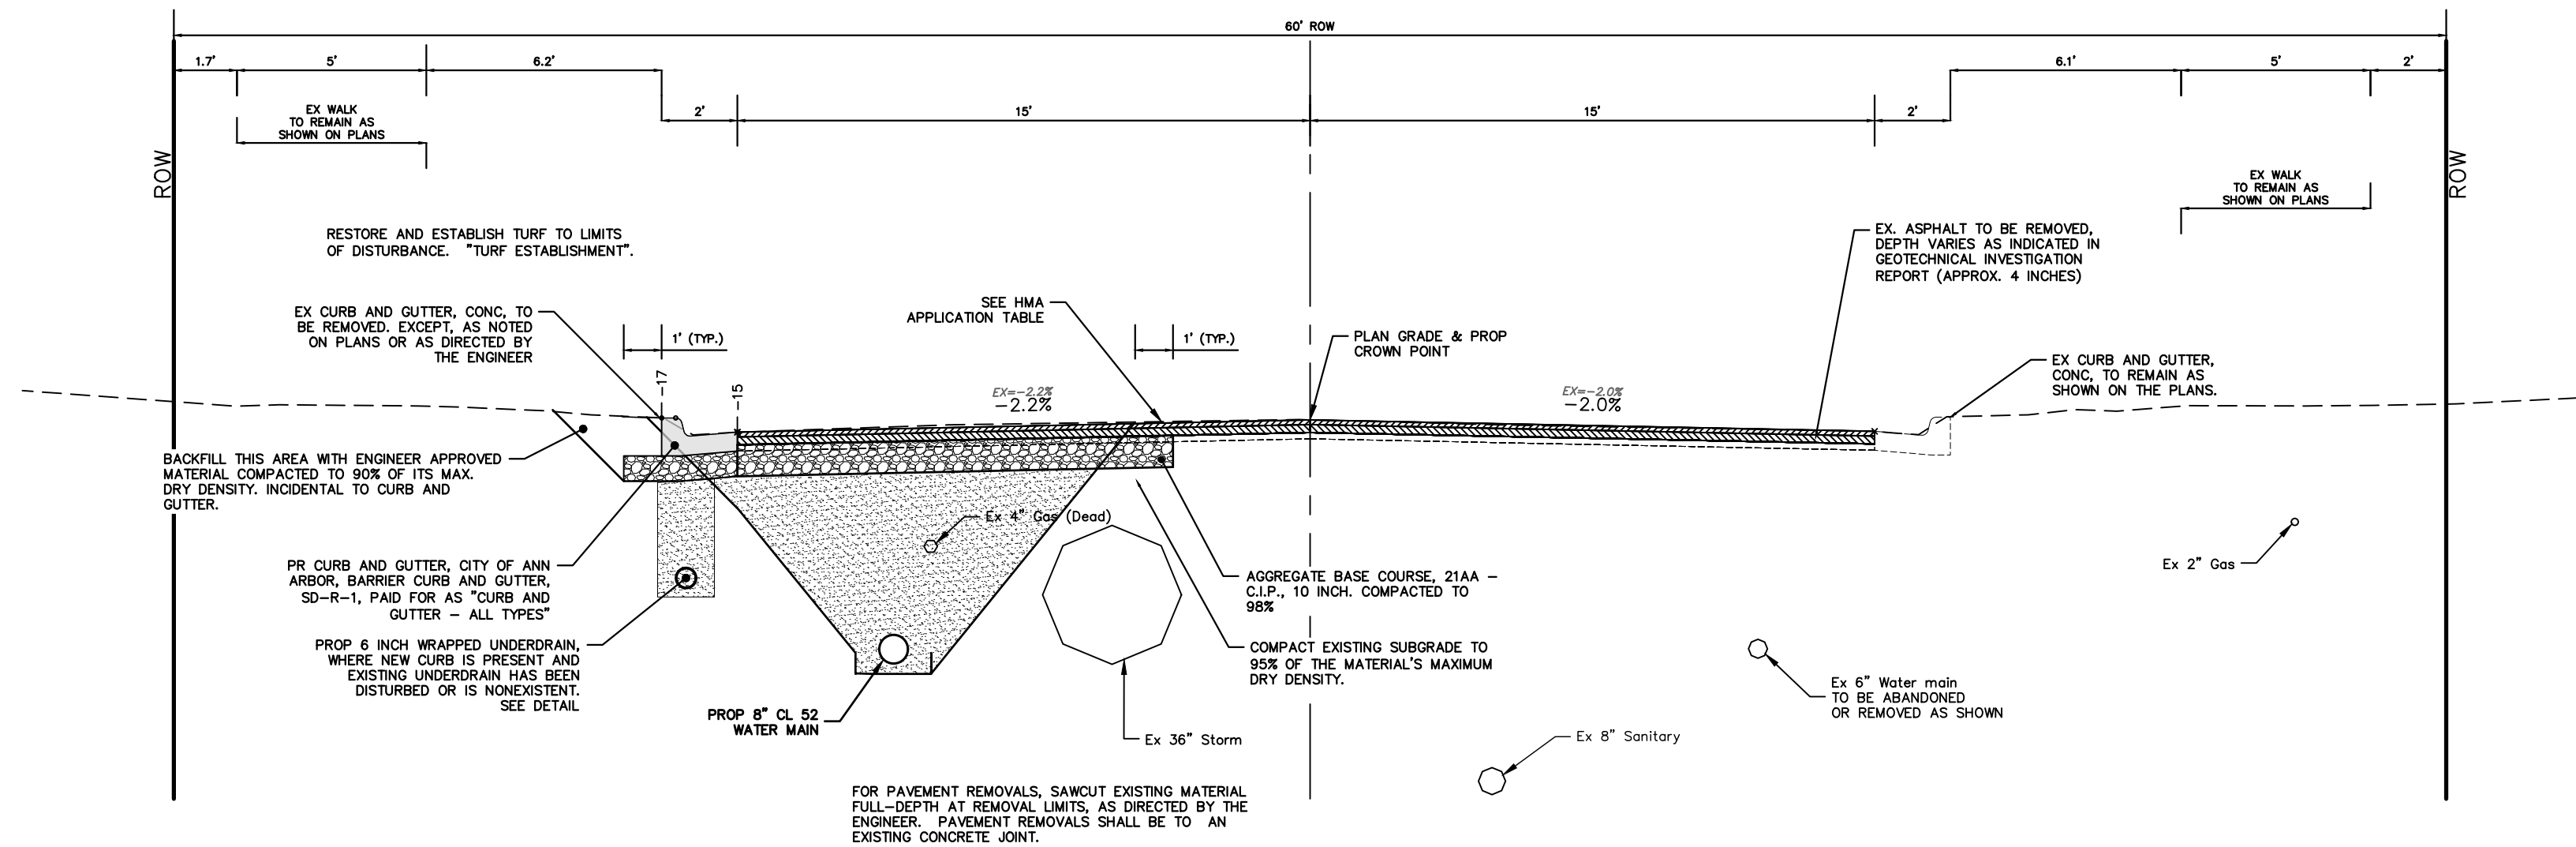 60' ROW
1.7'
5'
6.2'
6.1'
5'
2'
2'
15'
15'
2'
EX WALK
TO REMAIN AS
SHOWN ON PLANS
ROW
ROW
EX WALK
TO REMAIN AS
SHOWN ON PLANS
RESTORE AND ESTABLISH TURF TO LIMITS
OF DISTURBANCE. "TURF ESTABLISHMENT".
EX. ASPHALT TO BE REMOVED,
DEPTH VARIES AS INDICATED IN
GEOTECHNICAL INVESTIGATION
REPORT (APPROX. 4 INCHES)
EX CURB AND GUTTER, CONC, TO
BE REMOVED. EXCEPT, AS NOTED
ON PLANS OR AS DIRECTED BY
THE ENGINEER
SEE HMA
APPLICATION TABLE
1' (TYP.)
1' (TYP.)
PLAN GRADE & PROP
CROWN POINT
EX CURB AND GUTTER,
CONC, TO REMAIN AS
SHOWN ON THE PLANS.
-17
-15
EX=-2.2%
-2.2%
EX=-2.0%
-2.0%
BACKFILL THIS AREA WITH ENGINEER APPROVED
MATERIAL COMPACTED TO 90% OF ITS MAX.
DRY DENSITY. INCIDENTAL TO CURB AND
GUTTER.
Ex 4" Gas (Dead)
PR CURB AND GUTTER, CITY OF ANN
ARBOR, BARRIER CURB AND GUTTER,
SD-R-1, PAID FOR AS "CURB AND
GUTTER - ALL TYPES"
AGGREGATE BASE COURSE, 21AA -
C.I.P., 10 INCH. COMPACTED TO
98%
Ex 2" Gas
PROP 6 INCH WRAPPED UNDERDRAIN,
WHERE NEW CURB IS PRESENT AND
EXISTING UNDERDRAIN HAS BEEN
DISTURBED OR IS NONEXISTENT.
SEE DETAIL
COMPACT EXISTING SUBGRADE TO
95% OF THE MATERIAL'S MAXIMUM
DRY DENSITY.
Ex 6" Water main
TO BE ABANDONED
OR REMOVED AS SHOWN
PROP 8" CL 52
WATER MAIN
Ex 36" Storm
Ex 8" Sanitary
FOR PAVEMENT REMOVALS, SAWCUT EXISTING MATERIAL
FULL-DEPTH AT REMOVAL LIMITS, AS DIRECTED BY THE
ENGINEER. PAVEMENT REMOVALS SHALL BE TO AN
EXISTING CONCRETE JOINT.